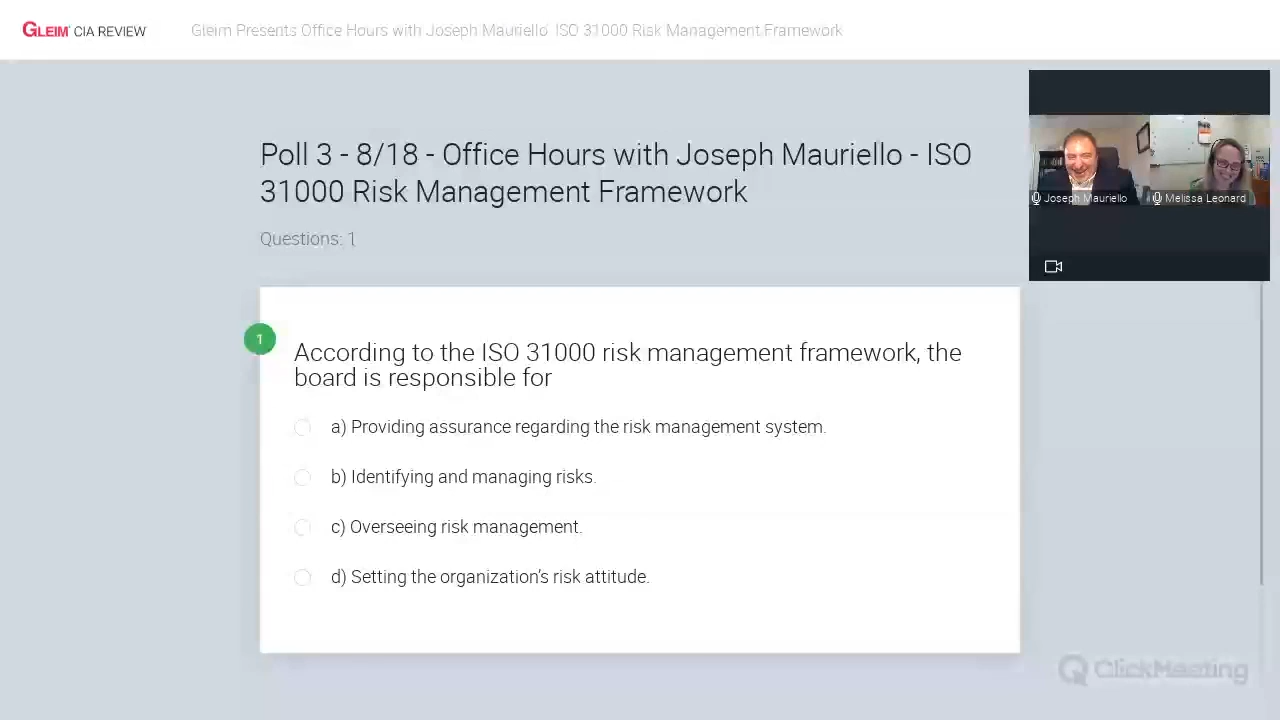 GLEIM CIA REVIEW
Gleim Presents Office Hours with Joseph Mauriello ISO 31000 Risk Management Framework
Poll 3 - 8/18 - Office Hours with Joseph Mauriello - ISO
31000 Risk Management Framework
Questions: 1
Joseph Mauriello
Melissa Leonard
1
According to the ISO 31000 risk management framework, the
board is responsible for
a) Providing assurance regarding the risk management system.
b) Identifying and managing risks.
c) Overseeing risk management.
d) Setting the organization’s risk attitude.
ClickMeeting